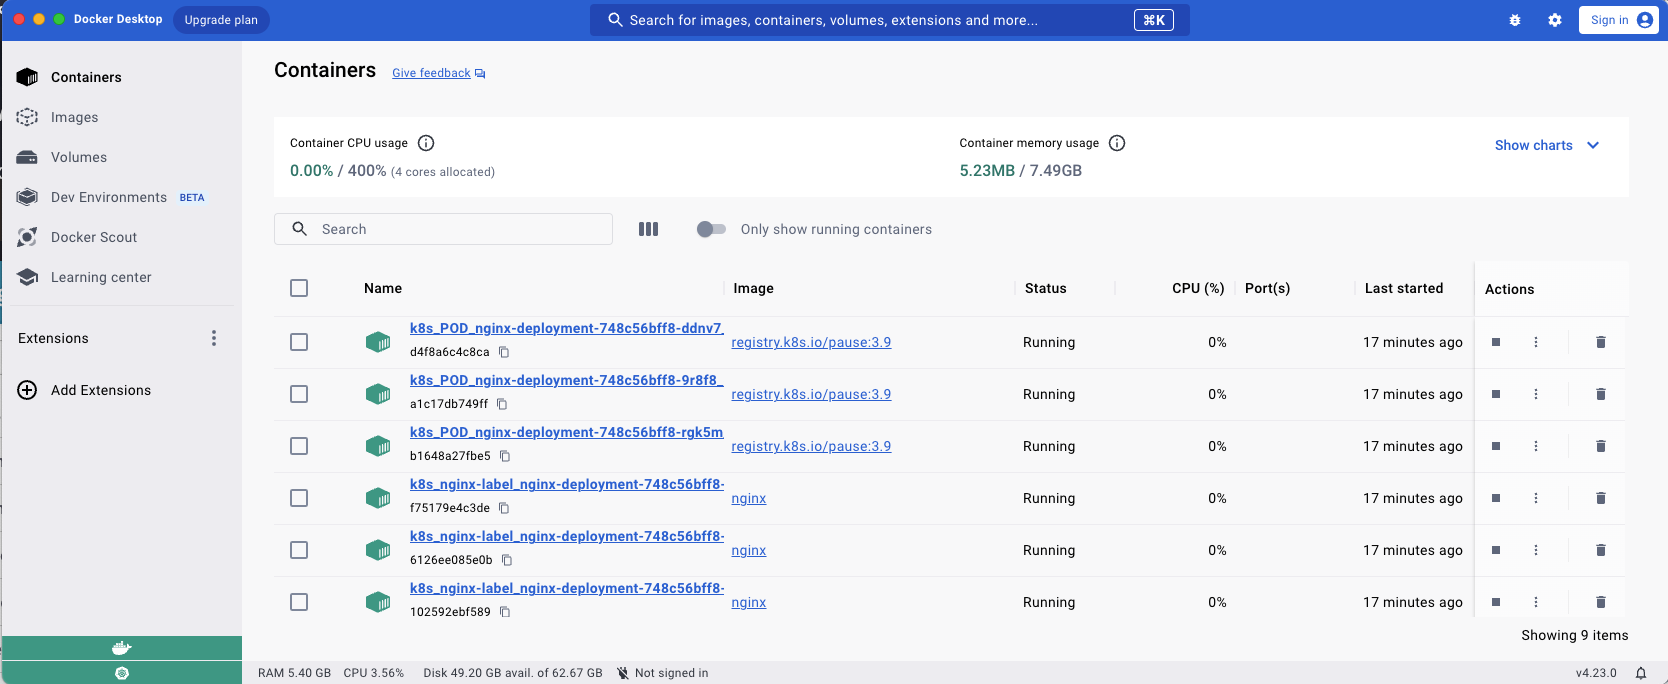 Docker Desktop Upgrade plan Search for images, containers, volumes, extensions and more... ⌘K Sign in
Containers
Images
Volumes
Dev Environments BETA
Docker Scout
Learning center
Extensions
Add Extensions
Containers Give feedback
Container CPU usage
0.00% / 400% (4 cores allocated)
Container memory usage
5.23MB / 7.49GB
Show charts
Search Only show running containers
Name Image Status CPU (%) Port(s) Last started Actions
k8s_POD_nginx-deployment-748c56bff8-ddnv7_
d4f8a6c4c8ca
registry.k8s.io/pause:3.9 Running 0% 17 minutes ago
k8s_POD_nginx-deployment-748c56bff8-9r8f8_
a1c17db749ff
registry.k8s.io/pause:3.9 Running 0% 17 minutes ago
k8s_POD_nginx-deployment-748c56bff8-rgk5m
b1648a27fbe5
registry.k8s.io/pause:3.9 Running 0% 17 minutes ago
k8s_nginx-label_nginx-deployment-748c56bff8-
f75179e4c3de
nginx Running 0% 17 minutes ago
k8s_nginx-label_nginx-deployment-748c56bff8-
6126ee085e0b
nginx Running 0% 17 minutes ago
k8s_nginx-label_nginx-deployment-748c56bff8-
102592ebf589
nginx Running 0% 17 minutes ago
Showing 9 items
RAM 5.40 GB CPU 3.56% Disk 49.20 GB avail. of 62.67 GB Not signed in v4.23.0